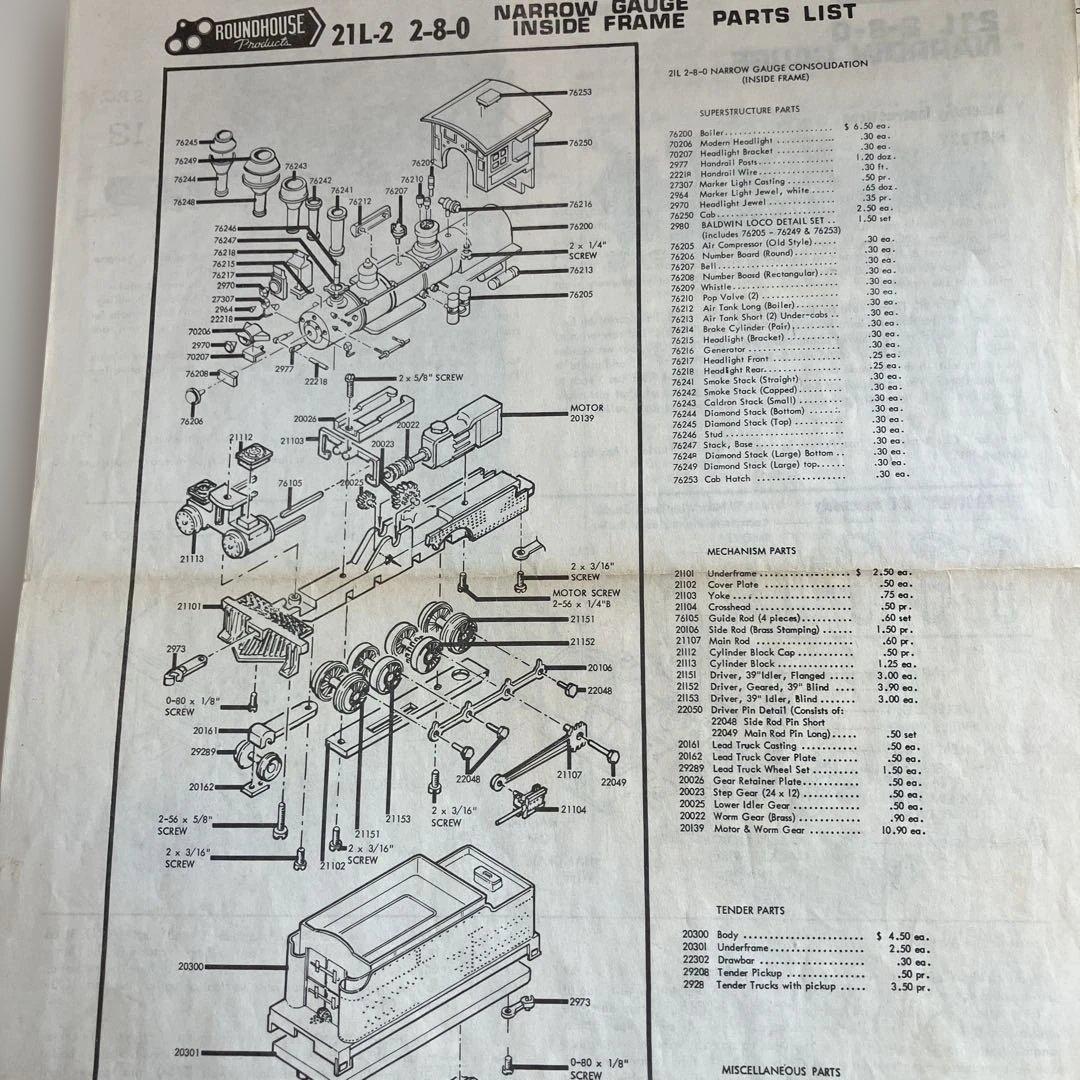 ROUNDHOUSE
Products
21L-2 2-8-0 NARROW GAUGE INSIDE FRAME PARTS LIST
76253
76250
76245
76249
76244
76248
76243
76242
76241
76212
76209
76210
76207
76216
76200
2 x 1/4"
SCREW
76213
76205
76246
76247
76218
76215
76217
2970
27307
2964
22218
70206
2970
70207
76208
76206
2977
22218
2 x 5/8" SCREW
20026
21103
20022
20023
20025
MOTOR
20139
21112
76105
21113
2 x 3/16"
SCREW
MOTOR SCREW
2-56 x 1/4"B
21101
21151
21152
2973
20106
22048
0-80 x 1/8"
SCREW
20161
29289
20162
22048
21107
22049
21104
2-56 x 5/8"
SCREW
21153
21151
2 x 3/16"
SCREW
2 x 3/16"
SCREW
2 x 3/16"
SCREW
21102
20300
2973
20301
0-80 x 1/8"
SCREW
21L 2-8-0 NARROW GAUGE CONSOLIDATION
(INSIDE FRAME)
SUPERSTRUCTURE PARTS
76200 Boiler $ 6.50 ea.
70206 Modern Headlight .30 ea.
70207 Headlight Bracket .30 ea.
2977 Handrail Posts 1.20 doz.
22218 Handrail Wire .30 ft.
27307 Marker Light Casting .50 pr.
2964 Marker Light Jewel, white .65 doz.
2970 Headlight Jewel .35 pr.
76250 Cab 2.50 ea.
2980 BALDWIN LOCO DETAIL SET 1.50 set
(includes 76205 - 76249 & 76253)
76205 Air Compressor (Old Style) .30 ea.
76206 Number Board (Round) .30 ea.
76207 Bell .30 ea.
76208 Number Board (Rectangular) .30 ea.
76209 Whistle .30 ea.
76210 Pop Valve (2) .30 ea.
76212 Air Tank Long (Boiler) .30 ea.
76213 Air Tank Short (2) Under-cabs .30 ea.
76214 Brake Cylinder (Pair) .30 ea.
76215 Headlight (Bracket) .30 ea.
76216 Generator .30 ea.
76217 Headlight Front .25 ea.
76218 Headlight Rear .25 ea.
76241 Smoke Stack (Straight) .30 ea.
76242 Smoke Stack (Capped) .30 ea.
76243 Caldron Stack (Small) .30 ea.
76244 Diamond Stack (Bottom) .30 ea.
76245 Diamond Stack (Top) .30 ea.
76246 Stud .30 ea.
76247 Stack, Base .30 ea.
76248 Diamond Stack (Large) Bottom .30 ea.
76249 Diamond Stack (Large) top .30 ea.
76253 Cab Hatch .30 ea.
MECHANISM PARTS
21101 Underframe $ 2.50 ea.
21102 Cover Plate .50 ea.
21103 Yoke .75 ea.
21104 Crosshead .50 pr.
76105 Guide Rod (4 pieces) .60 set
20106 Side Rod (Brass Stamping) 1.50 pr.
21107 Main Rod .60 pr.
21112 Cylinder Block Cap .50 pr.
21113 Cylinder Block 1.25 ea.
21151 Driver, 39" Idler, Flanged 3.00 ea.
21152 Driver, Geared, 39" Blind 3.90 ea.
21153 Driver, 39" Idler, Blind 3.00 ea.
22050 Driver Pin Detail (Consists of:
22048 Side Rod Pin Short
22049 Main Rod Pin Long) .50 set
20161 Lead Truck Casting .50 ea.
20162 Lead Truck Cover Plate .50 ea.
29289 Lead Truck Wheel Set 1.50 ea.
20026 Gear Retainer Plate .50 ea.
20023 Step Gear (24 x 12) .50 ea.
20025 Lower Idler Gear .50 ea.
20022 Worm Gear (Brass) .90 ea.
20139 Motor & Worm Gear 10.90 ea.
TENDER PARTS
20300 Body $ 4.50 ea.
20301 Underframe 2.50 ea.
22302 Drawbar .30 ea.
29208 Tender Pickup .50 pr.
2928 Tender Trucks with pickup 3.50 pr.
MISCELLANEOUS PARTS